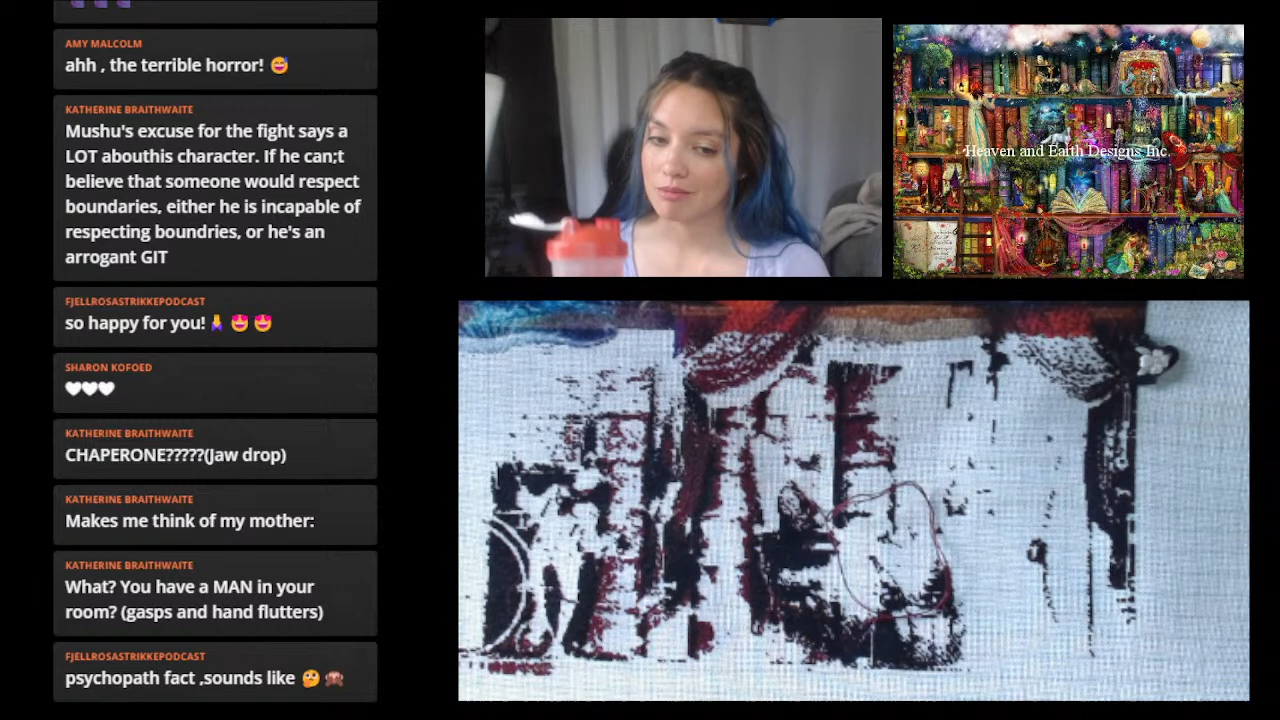 AMY MALCOLM
ahh , the terrible horror! 😅
KATHERINE BRAITHWAITE
Mushu's excuse for the fight says a
LOT abouthis character. If he can;t
believe that someone would respect
boundaries, either he is incapable of
respecting boundries, or he's an
arrogant GIT
FJELLROSASTRIKKEPODCAST
so happy for you!
SHARON KOFOED
KATHERINE BRAITHWAITE
CHAPERONE?????(Jaw drop)
KATHERINE BRAITHWAITE
Makes me think of my mother:
KATHERINE BRAITHWAITE
What? You have a MAN in your
room? (gasps and hand flutters)
FJELLROSASTRIKKEPODCAST
psychopath fact ,sounds like
Heaven and Earth Designs Inc.